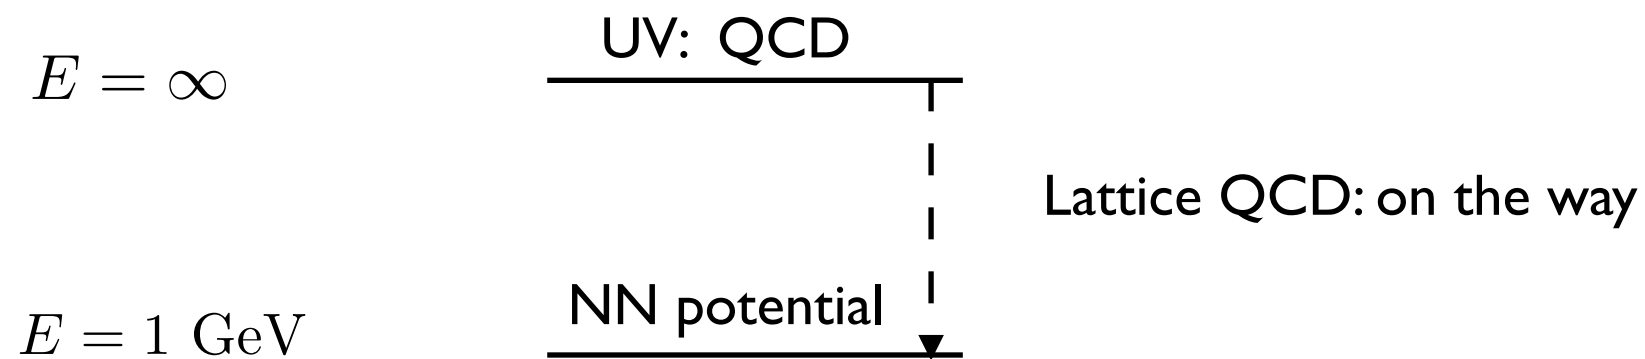 UV: QCD
E = ∞
Lattice QCD: on the way
NN potential
E = 1 GeV